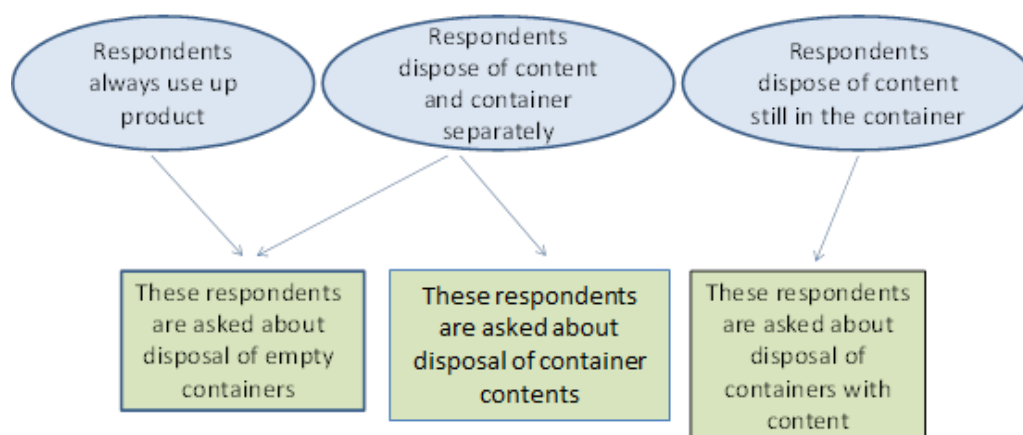 Respondents
always use up
product
Respondents
dispose of content
and container
separately
Respondents
dispose of content
still in the container
These respondents
are asked about
disposal of empty
containers
These respondents
are asked about
disposal of container
contents
These respondents
are asked about
disposal of
containers with
content